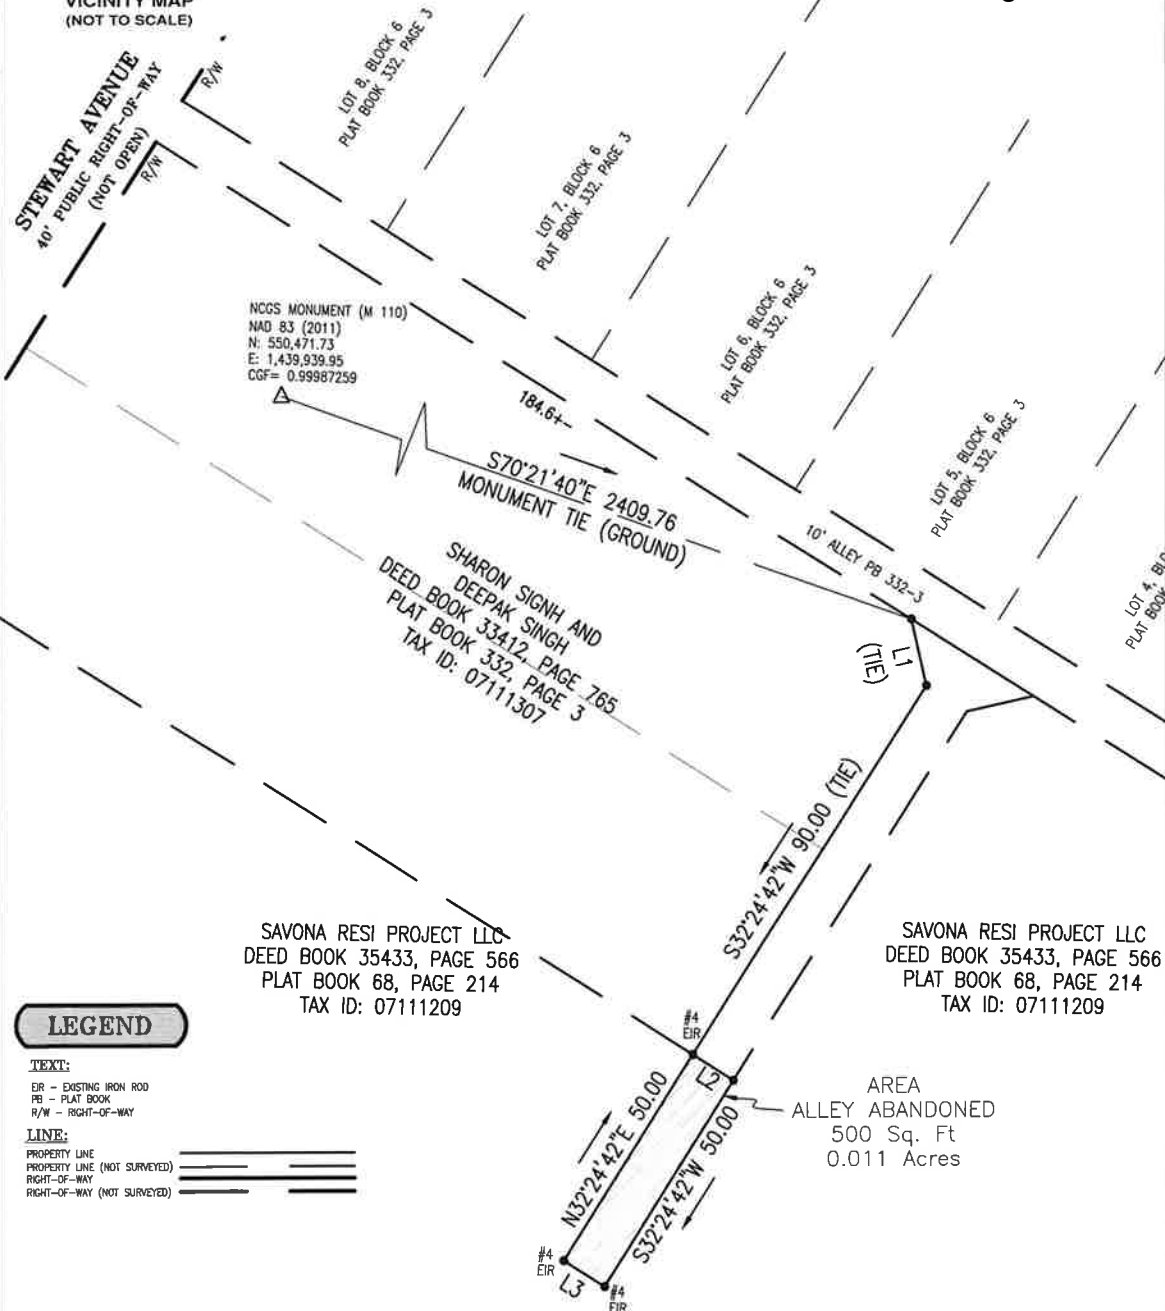 VICINITY MAP
(NOT TO SCALE)
STEWART AVENUE
40' PUBLIC RIGHT-OF-WAY
(NOT OPEN)
R/W
R/W
LOT 8, BLOCK 6
PLAT BOOK 332, PAGE 3
LOT 7, BLOCK 6
PLAT BOOK 332, PAGE 3
LOT 6, BLOCK 6
PLAT BOOK 332, PAGE 3
LOT 5, BLOCK 6
PLAT BOOK 332, PAGE 3
LOT 4,
PLAT
NCGS MONUMENT (M 110)
NAD 83 (2011)
N: 550,471.73
E: 1,439,939.95
CGF= 0.99987259
184.6+-
S70°21'40"E 2409.76
MONUMENT TIE (GROUND)
10' ALLEY PB 332-3
L1
(TIE)
SHARON SIGNH AND
DEEPAK SINGH
DEED BOOK 33412, PAGE 765
PLAT BOOK 332, PAGE 3
TAX ID: 07111307
S32°24'42"W 90.00 (TIE)
SAVONA RESI PROJECT LLC
DEED BOOK 35433, PAGE 566
PLAT BOOK 68, PAGE 214
TAX ID: 07111209
SAVONA RESI PROJECT LLC
DEED BOOK 35433, PAGE 566
PLAT BOOK 68, PAGE 214
TAX ID: 07111209
LEGEND
TEXT:
EIR - EXISTING IRON ROD
PB - PLAT BOOK
R/W - RIGHT-OF-WAY
LINE:
PROPERTY LINE
PROPERTY LINE (NOT SURVEYED)
RIGHT-OF-WAY
RIGHT-OF-WAY (NOT SURVEYED)
#4
EIR
L2
N32°24'42"E 50.00
S32°24'42"W 50.00
AREA
ALLEY ABANDONED
500 Sq. Ft
0.011 Acres
#4
EIR
L3
#4
EIR